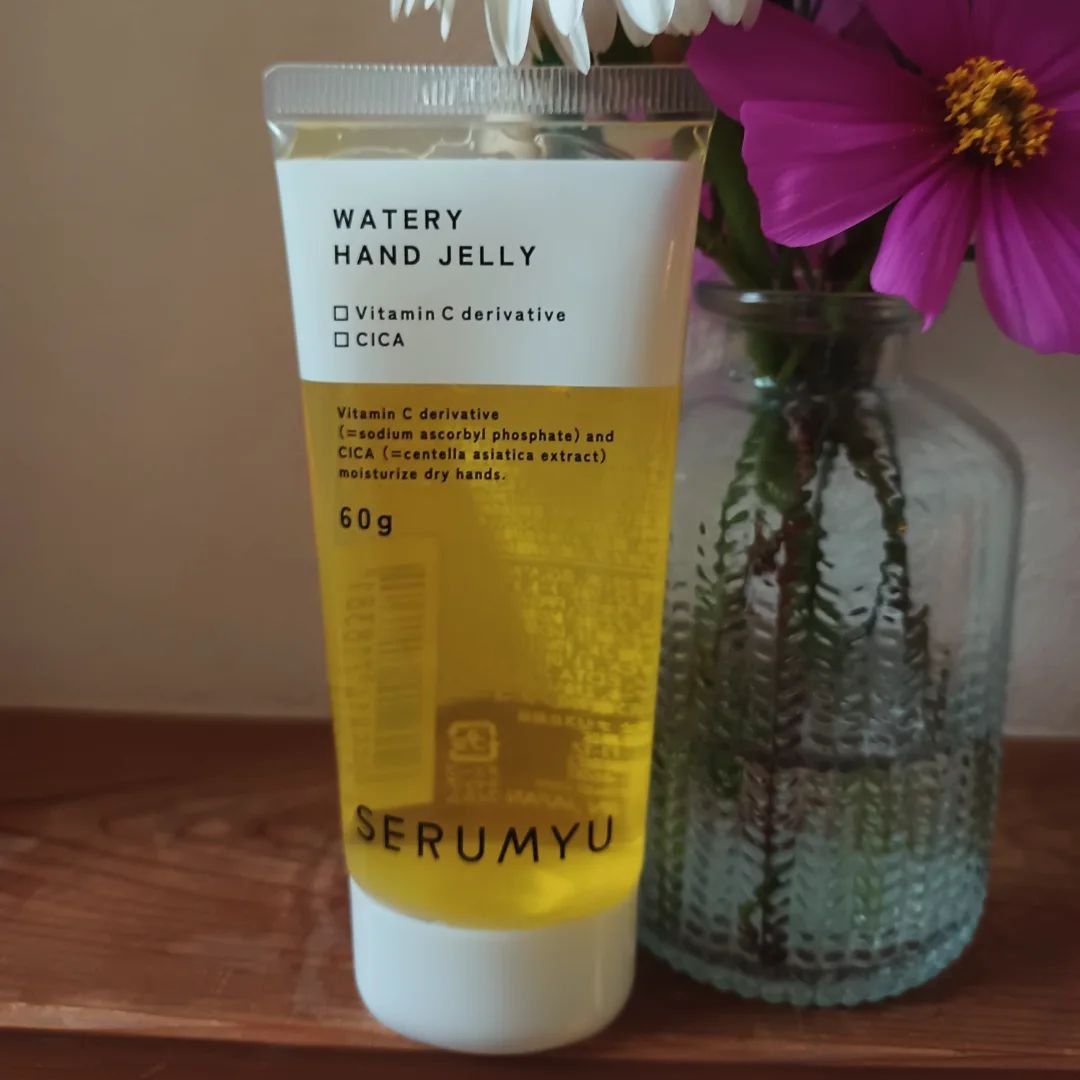 WATERY
HAND JELLY
□ Vitamin C derivative
□ CICA
Vitamin C derivative
(=sodium ascorbyl phosphate) and
CICA (=centella asiatica extract)
moisturize dry hands.
60g
SERUMYU